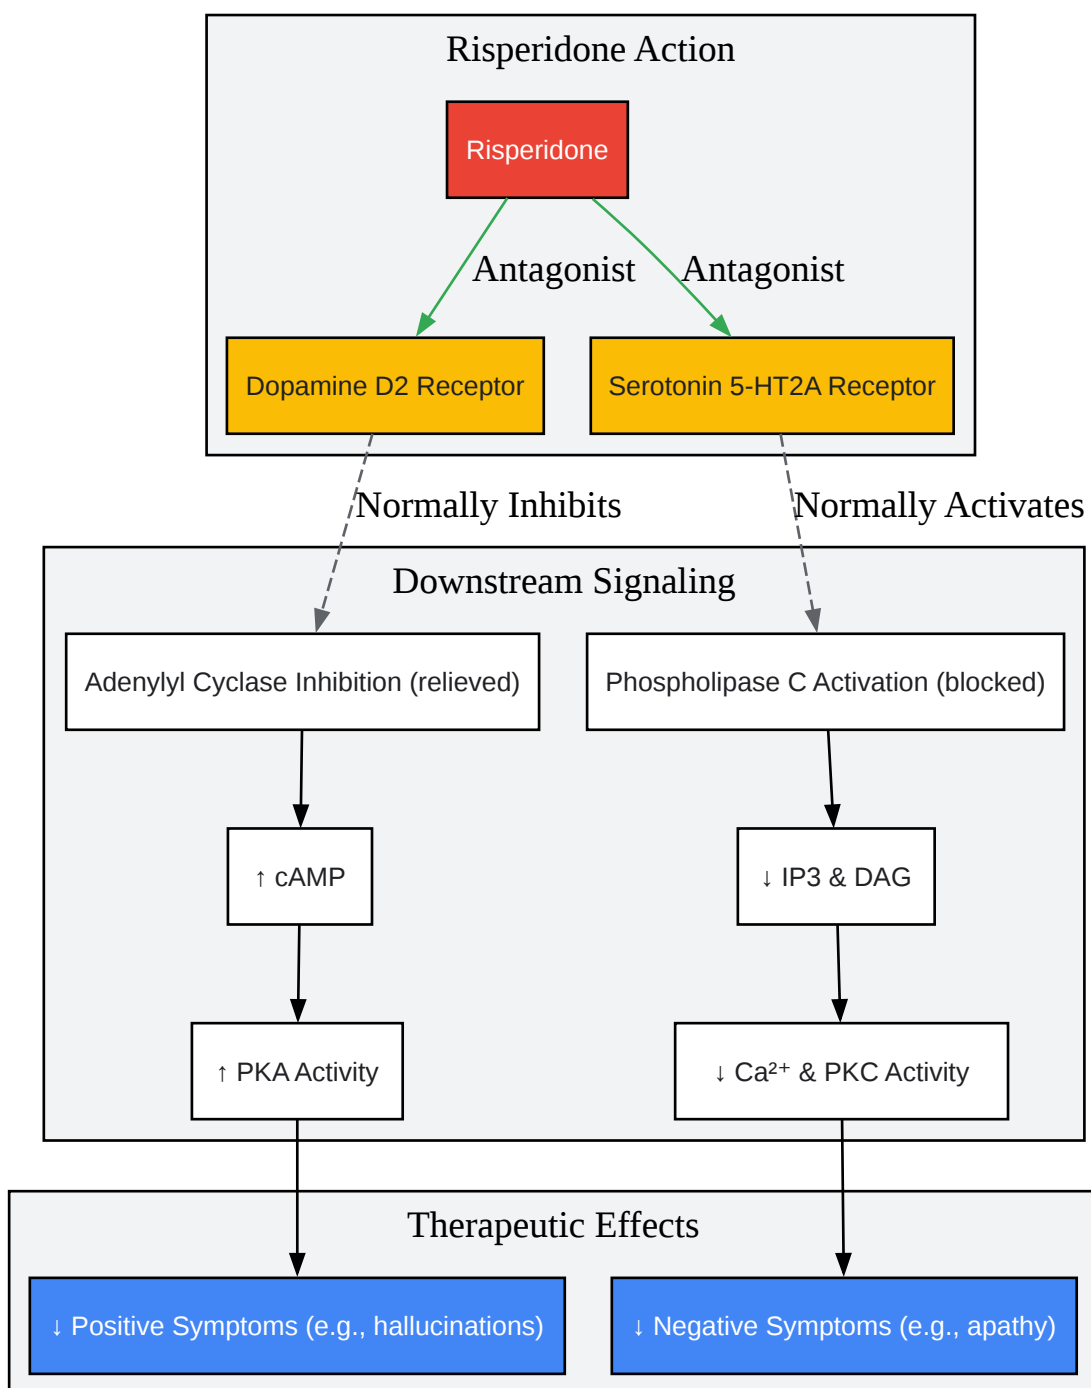 Risperidone Action
Risperidone
Antagonist
Antagonist
Dopamine D2 Receptor
Serotonin 5-HT2A Receptor
Normally Inhibits
Normally Activates
Downstream Signaling
Adenylyl Cyclase Inhibition (relieved)
Phospholipase C Activation (blocked)
↑ cAMP
↓ IP3 & DAG
↑ PKA Activity
↓ Ca²⁺ & PKC Activity
Therapeutic Effects
↓ Positive Symptoms (e.g., hallucinations)
↓ Negative Symptoms (e.g., apathy)